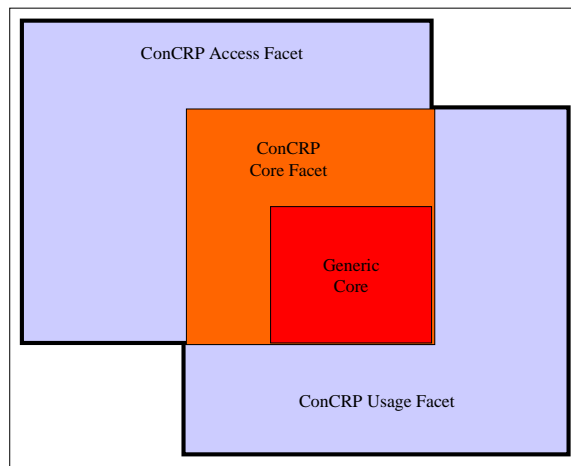 ConCRP Access Facet
ConCRP
Core Facet
Generic
Core
ConCRP Usage Facet